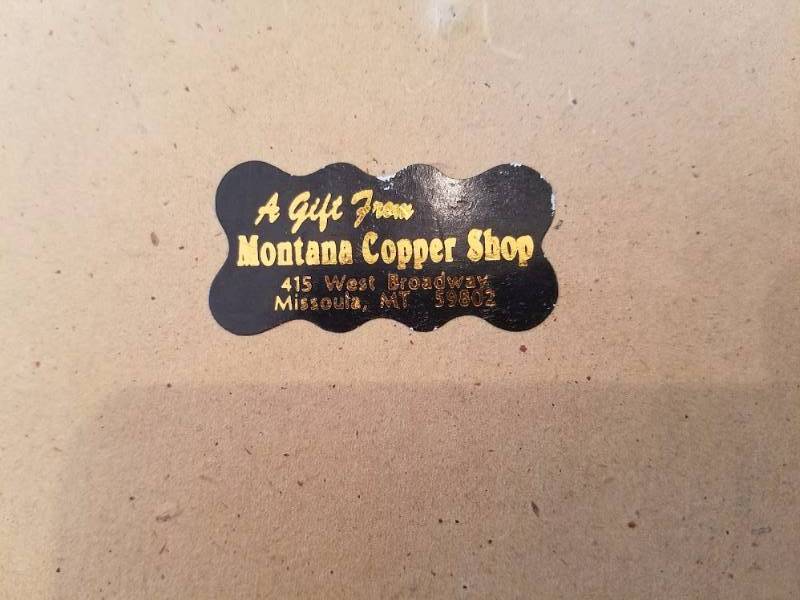 A Gift From
Montana Copper Shop
415 West Broadway
Missoula, MT 59802